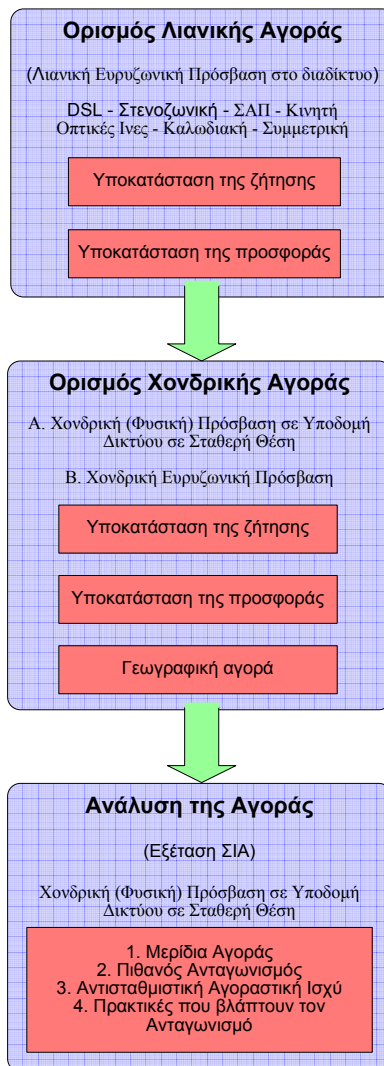 Ορισμός Λιανικής Αγοράς
(Λιανική Ευρυζωνική Πρόσβαση στο διαδίκτυο)
DSL - Στενοζωνική - ΣΑΠ - Κινητή
Οπτικές Ινες - Καλωδιακή - Συμμετρική
Υποκατάσταση της ζήτησης
Υποκατάσταση της προσφοράς
Ορισμός Χονδρικής Αγοράς
Α. Χονδρική (Φυσική) Πρόσβαση σε Υποδομή
Δικτύου σε Σταθερή Θέση
Β. Χονδρική Ευρυζωνική Πρόσβαση
Υποκατάσταση της ζήτησης
Υποκατάσταση της προσφοράς
Γεωγραφική αγορά
Ανάλυση της Αγοράς
(Εξέταση ΣΙΑ)
Χονδρική (Φυσική) Πρόσβαση σε Υποδομή
Δικτύου σε Σταθερή Θέση
1. Μερίδια Αγοράς
2. Πιθανός Ανταγωνισμός
3. Αντισταθμιστική Αγοραστική Ισχύ
4. Πρακτικές που βλάπτουν τον
Ανταγωνισμό